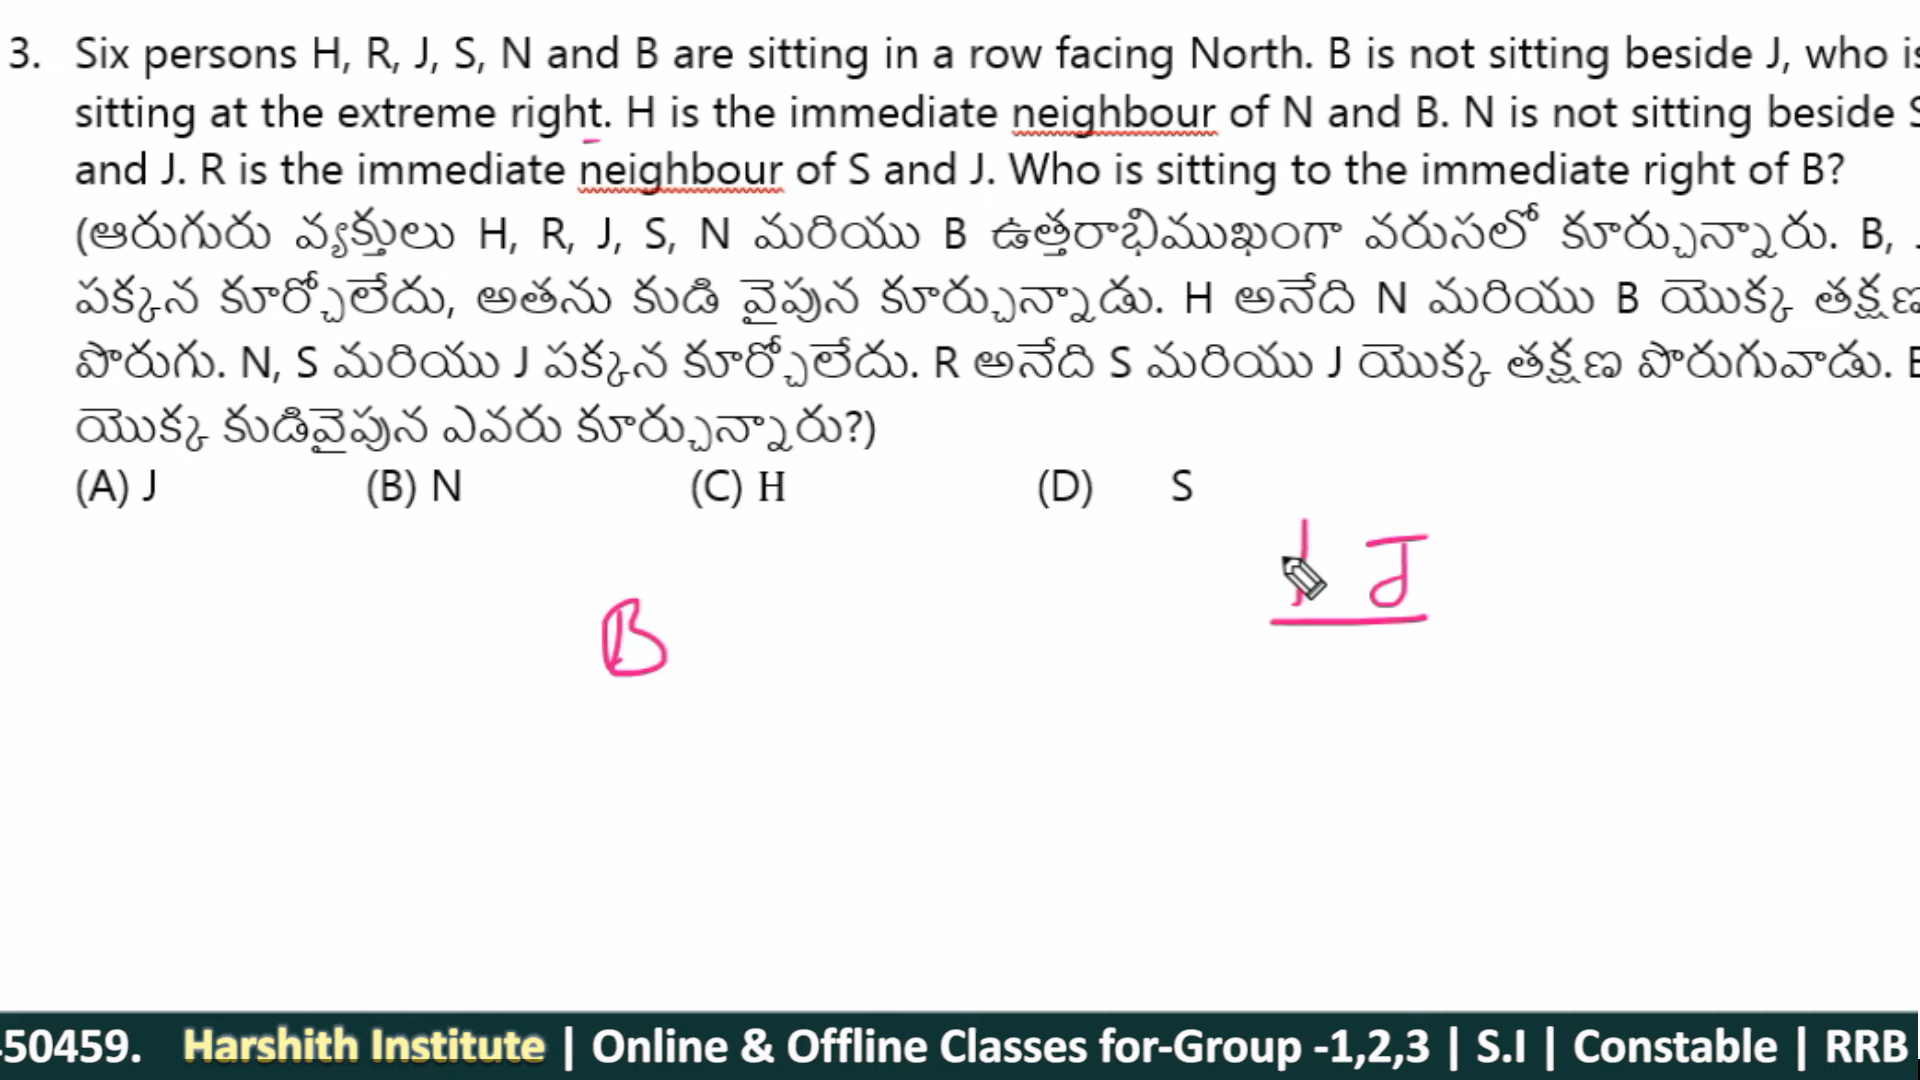 3. Six persons H, R, J, S, N and B are sitting in a row facing North. B is not sitting beside J, who is
sitting at the extreme right. H is the immediate neighbour of N and B. N is not sitting beside S
and J. R is the immediate neighbour of S and J. Who is sitting to the immediate right of B?
(ఆరుగురు వ్యక్తులు H, R, J, S, N మరియు B ఉత్తరాభిముఖంగా వరుసలో కూర్చున్నారు. B,
పక్కన కూర్చోలేదు, అతను కుడి వైపున కూర్చున్నాడు. H అనేది N మరియు B యొక్క తక్షణ
పొరుగు. N, S మరియు J పక్కన కూర్చోలేదు. R అనేది S మరియు J యొక్క తక్షణ పొరుగువాడు. B
యొక్క కుడివైపున ఎవరు కూర్చున్నారు?)
(A) J (B) N (C) H (D) S
J
B
50459. Harshith Institute | Online & Offline Classes for-Group -1,2,3 | S.I | Constable | RRB